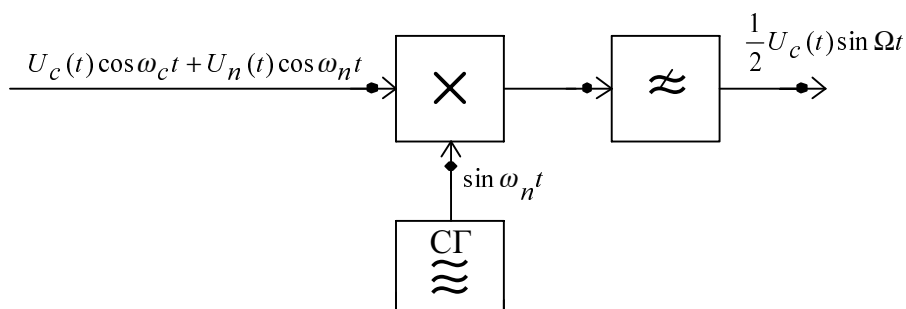 U_c(t) cos ω_c t + U_n(t) cos ω_n t
×
≈
1/2 U_c(t) sin Ωt
sin ω_n t
СГ